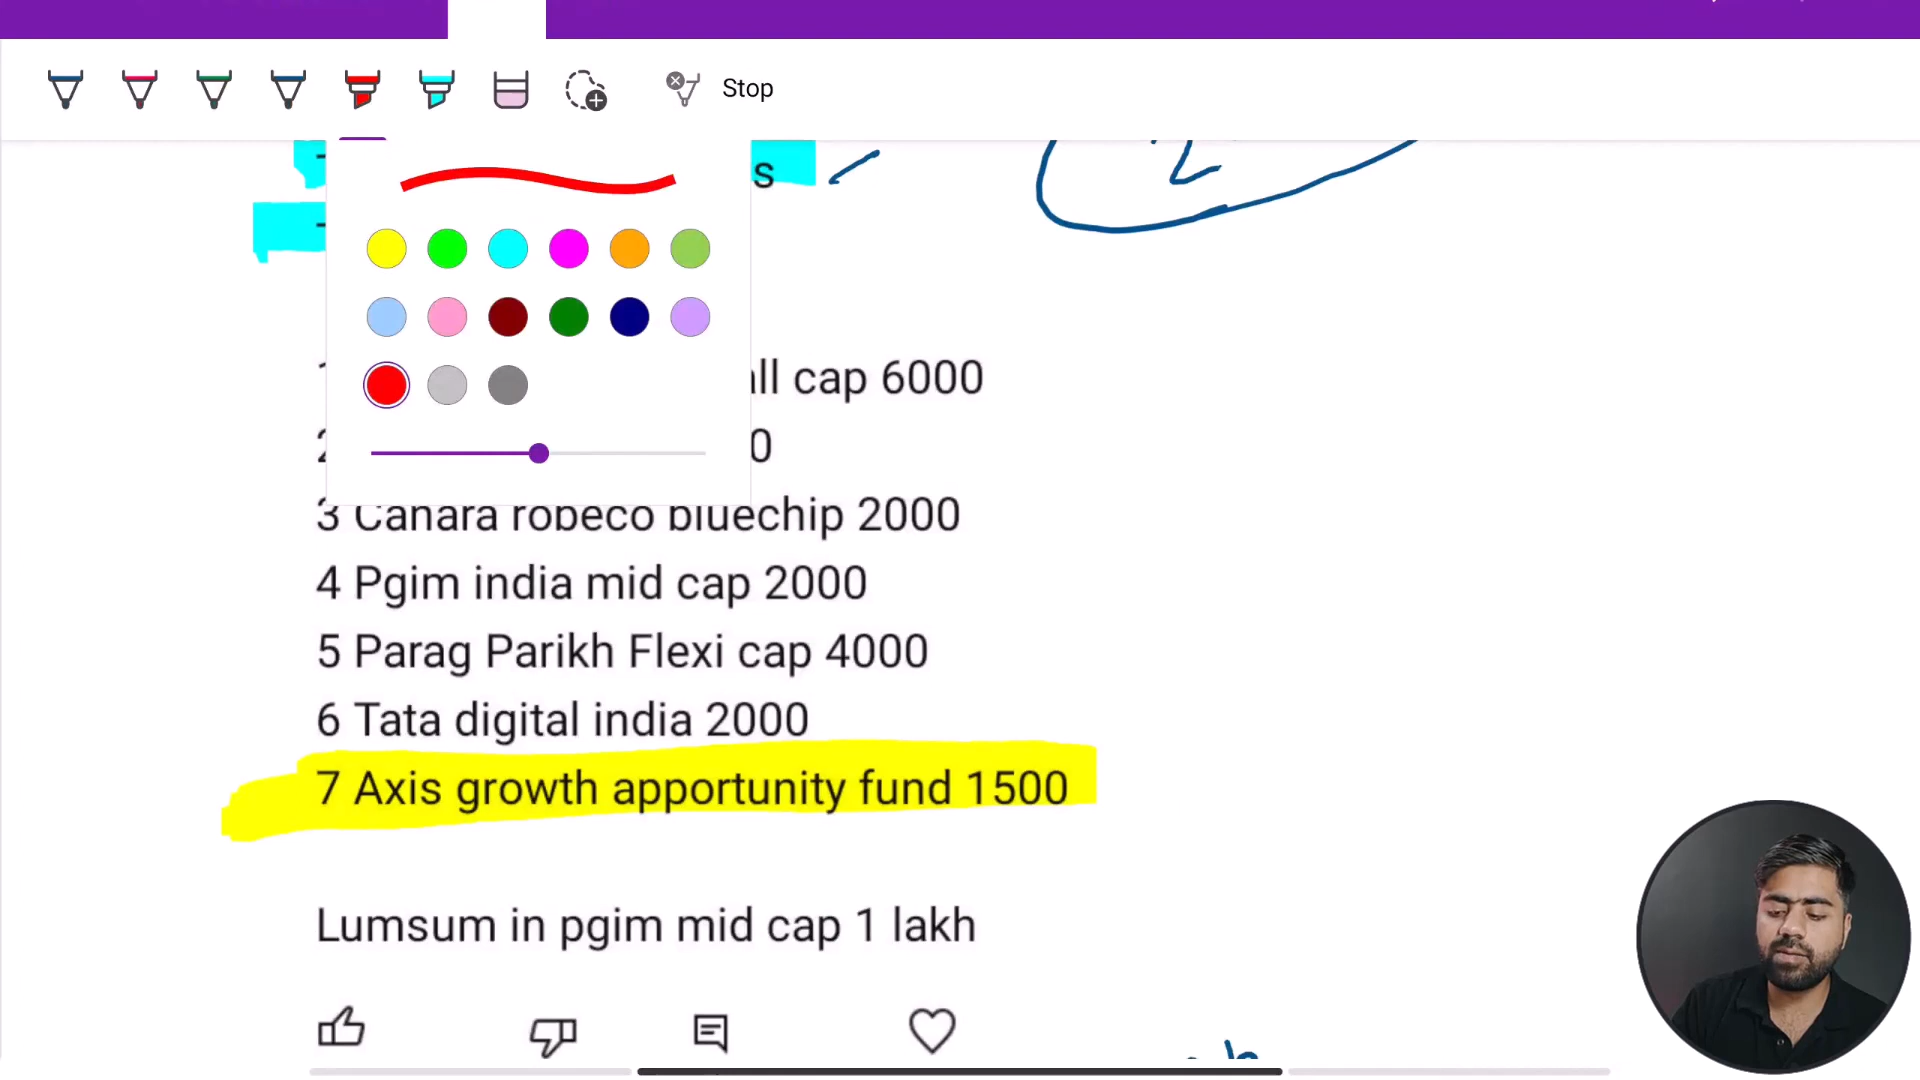 Stop
s
2
ll cap 6000
0
3 Canara robeco bluechip 2000
4 Pgim india mid cap 2000
5 Parag Parikh Flexi cap 4000
6 Tata digital india 2000
7 Axis growth apportunity fund 1500
Lumsum in pgim mid cap 1 lakh